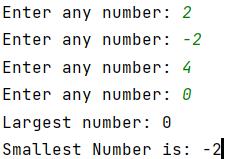 Enter any number: 2
Enter any number: -2
Enter any number: 4
Enter any number: 0
Largest number: 0
Smallest Number is: -2